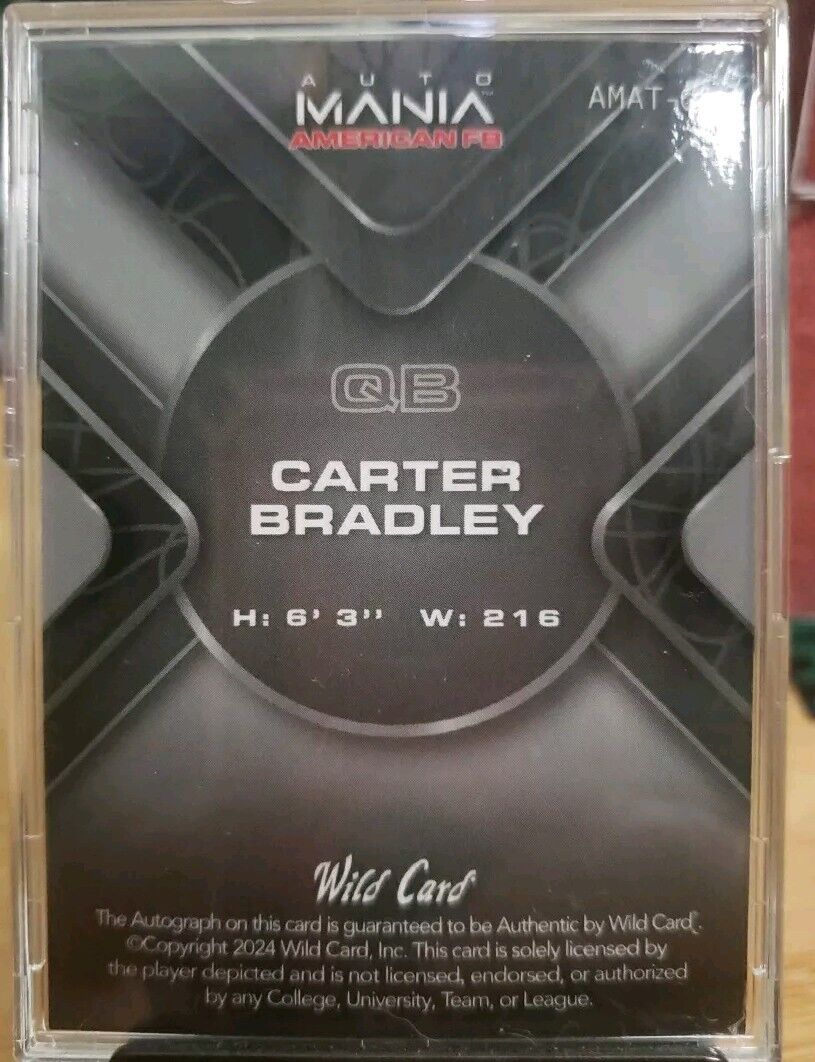 AUTO
MANIA™
AMERICAN FB
AMAT-
QB
CARTER
BRADLEY
H: 6' 3'' W: 216
Wild Card
The Autograph on this card is guaranteed to be Authentic by Wild Card.
©Copyright 2024 Wild Card, Inc. This card is solely licensed by
the player depicted and is not licensed, endorsed, or authorized
by any College, University, Team, or League.